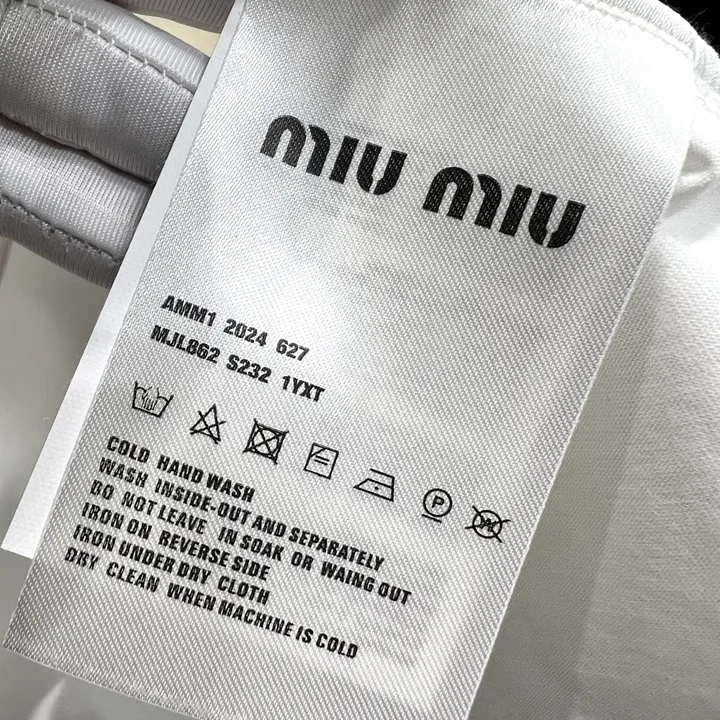 MIU MIU
AMM1 2024 627
MJL862 S232 1YXT
P
W
COLD HAND WASH
WASH INSIDE-OUT AND SEPARATELY
DO NOT LEAVE IN SOAK OR WAING OUT
IRON ON REVERSE SIDE
IRON UNDER DRY CLOTH
DRY CLEAN WHEN MACHINE IS COLD